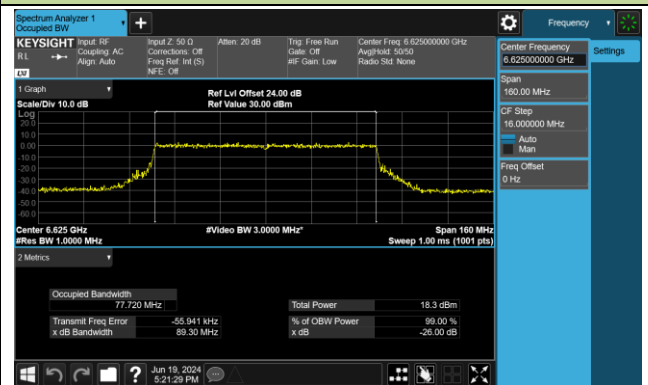 Spectrum Analyzer 1
Occupied BW
Frequency
KEYSIGHT
Input: RF
Input Z: 50 Ω
Atten: 20 dB
Trig: Free Run
Center Freq: 6.625000000 GHz
R L
Coupling: AC
Corrections: Off
Gate: Off
Avg|Hold: 50/50
Align: Auto
Freq Ref: Int (S)
#IF Gain: Low
Radio Std: None
NFE: Off
LXI
Center Frequency
6.625000000 GHz
Settings
Span
160.00 MHz
CF Step
16.000000 MHz
Auto
Man
Freq Offset
0 Hz
1 Graph
Ref Lvl Offset 24.00 dB
Scale/Div 10.0 dB
Ref Value 30.00 dBm
Log
20.0
10.0
0.00
-10.0
-20.0
-30.0
-40.0
-50.0
-60.0
Center 6.625 GHz
#Video BW 3.0000 MHz*
Span 160 MHz
#Res BW 1.0000 MHz
Sweep 1.00 ms (1001 pts)
2 Metrics
Occupied Bandwidth
77.720 MHz
Total Power
18.3 dBm
Transmit Freq Error
-55.941 kHz
% of OBW Power
99.00 %
x dB Bandwidth
89.30 MHz
x dB
-26.00 dB
?
Jun 19, 2024
5:21:29 PM